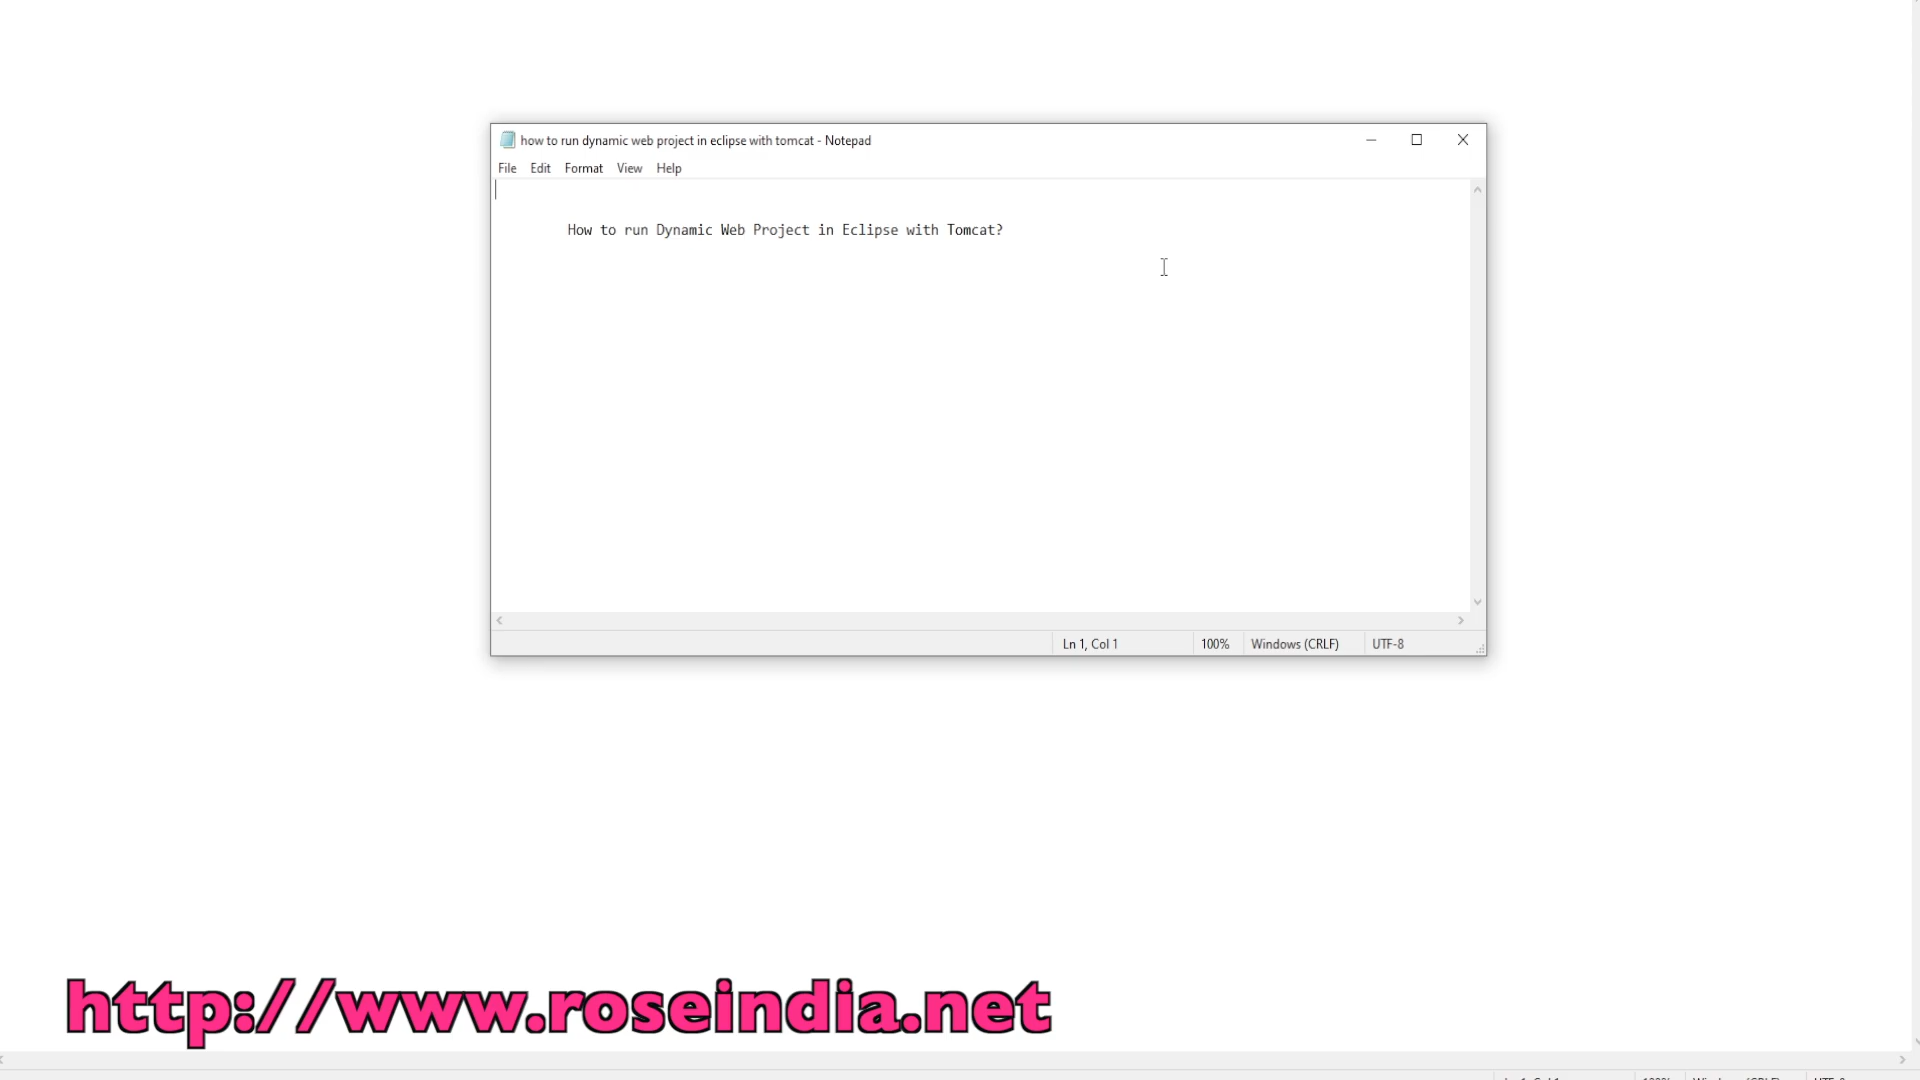 how to run dynamic web project in eclipse with tomcat - Notepad
File Edit Format View Help
How to run Dynamic Web Project in Eclipse with Tomcat?
Ln 1, Col 1 100% Windows (CRLF) UTF-8
http://www.roseindia.net